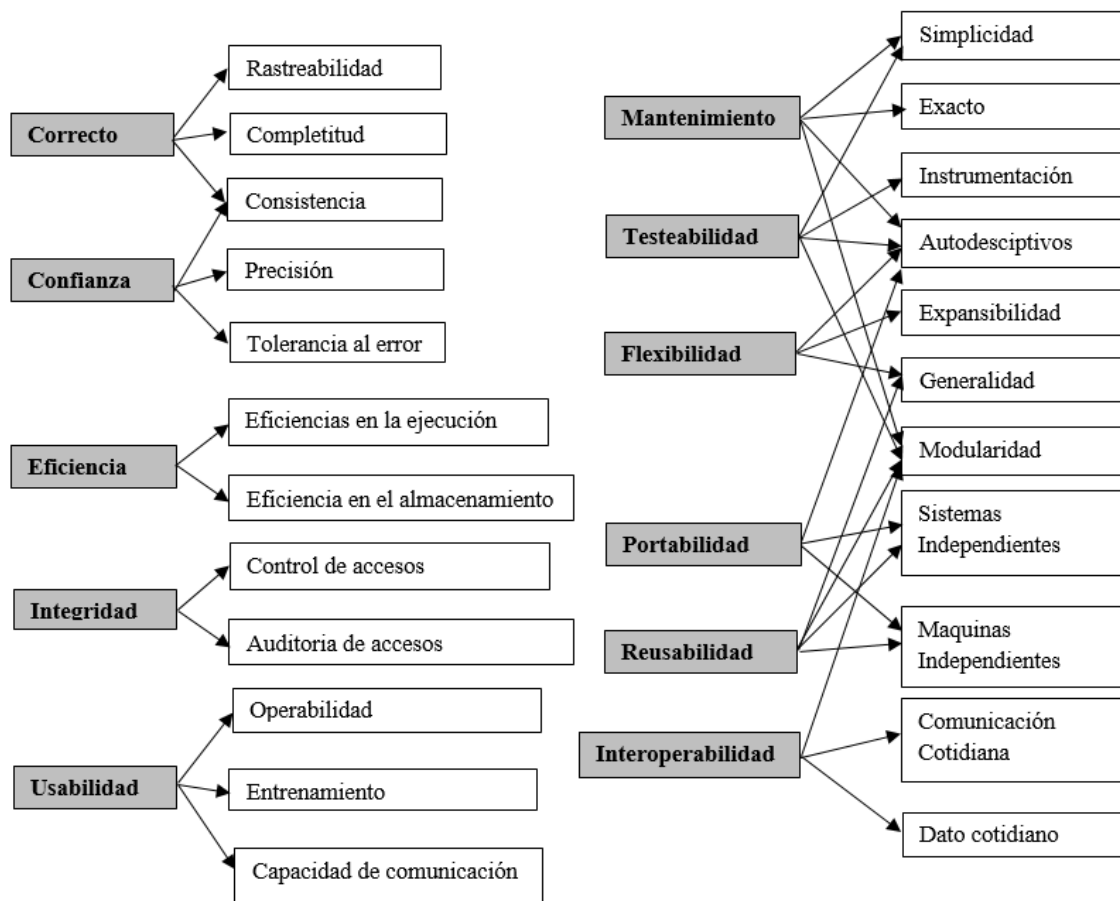 Correcto
Rastreabilidad
Completitud
Consistencia
Confianza
Precisión
Tolerancia al error
Eficiencia
Eficiencias en la ejecución
Eficiencia en el almacenamiento
Integridad
Control de accesos
Auditoria de accesos
Usabilidad
Operabilidad
Entrenamiento
Capacidad de comunicación
Mantenimiento
Testeabilidad
Flexibilidad
Portabilidad
Reusabilidad
Interoperabilidad
Simplicidad
Exacto
Instrumentación
Autodesciptivos
Expansibilidad
Generalidad
Modularidad
Sistemas
Independientes
Maquinas
Independientes
Comunicación
Cotidiana
Dato cotidiano